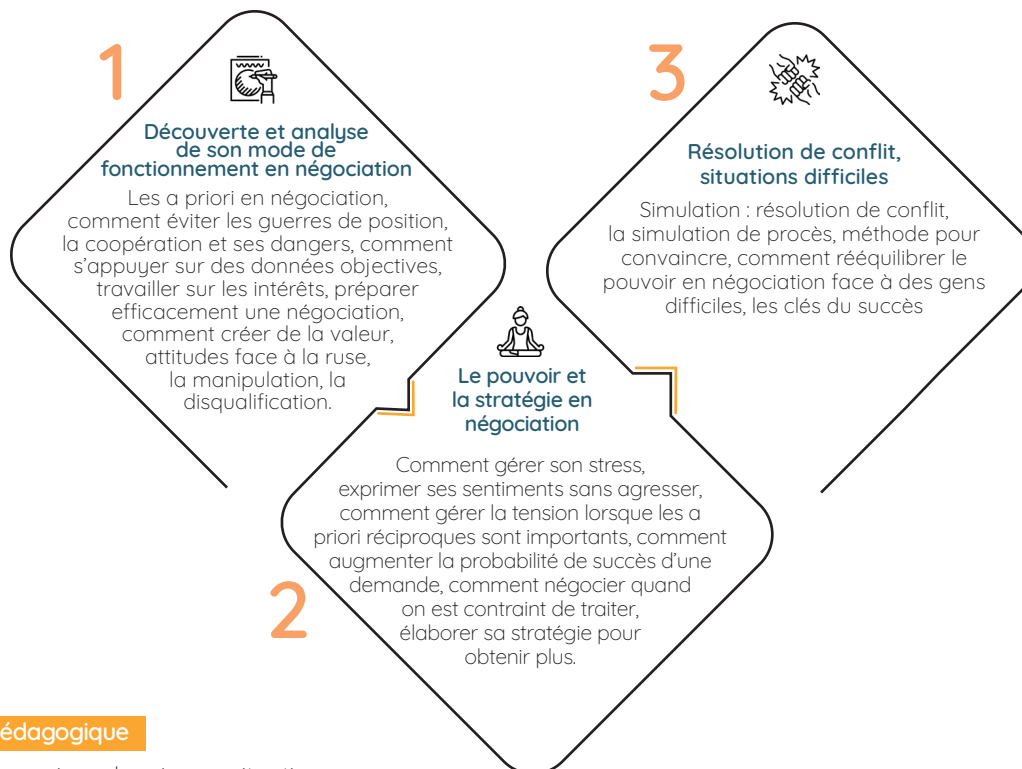 1
Découverte et analyse
de son mode de
fonctionnement en négociation
Les a priori en négociation,
comment éviter les guerres de position,
la coopération et ses dangers, comment
s'appuyer sur des données objectives,
travailler sur les intérêts, préparer
efficacement une négociation,
comment créer de la valeur,
attitudes face à la ruse,
la manipulation, la
disqualification.
2
Le pouvoir et
la stratégie en
négociation
Comment gérer son stress,
exprimer ses sentiments sans agresser,
comment gérer la tension lorsque les a
priori réciproques sont importants, comment
augmenter la probabilité de succès d'une
demande, comment négocier quand
on est contraint de traiter,
élaborer sa stratégie pour
obtenir plus.
3
Résolution de conflit,
situations difficiles
Simulation : résolution de conflit,
la simulation de procès, méthode pour
convaincre, comment rééquilibrer le
pouvoir en négociation face à des gens
difficiles, les clés du succès
édagogique